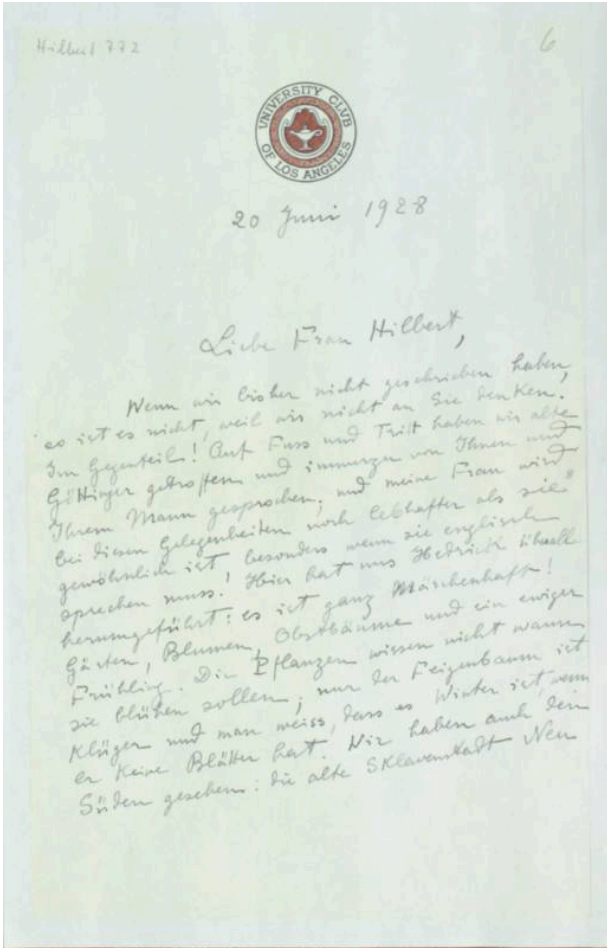 Hilbert 772
6
UNIVERSITY CLUB
OF LOS ANGELES
20 Juni 1928
Liebe Frau Hilbert,
Wenn wir bisher nicht geschrieben haben,
so ist es nicht, weil wir nicht an Sie denken.
Im Gegenteil! Auf Fuss und Tritt haben wir alte
Göttinger getroffen und immerzu von Ihnen und
Ihrem Mann gesprochen; und meine Frau wird
bei diesen Gelegenheiten noch lebhafter als sie
gewöhnlich ist, besonders wenn sie englisch
sprechen muss! Hier hat uns Hedrick überall
herumgeführt: es ist ganz Märchenhaft!
Gärten, Blumen, Obstbäume und ein ewiger
Frühling. Die Pflanzen wissen nicht wann
sie blühen sollen; nur der Feigenbaum ist
klüger und man weiss, dass es Winter ist, wenn
er keine Blätter hat. Wir haben auch den
Süden gesehen: die alte Sklavenstadt New